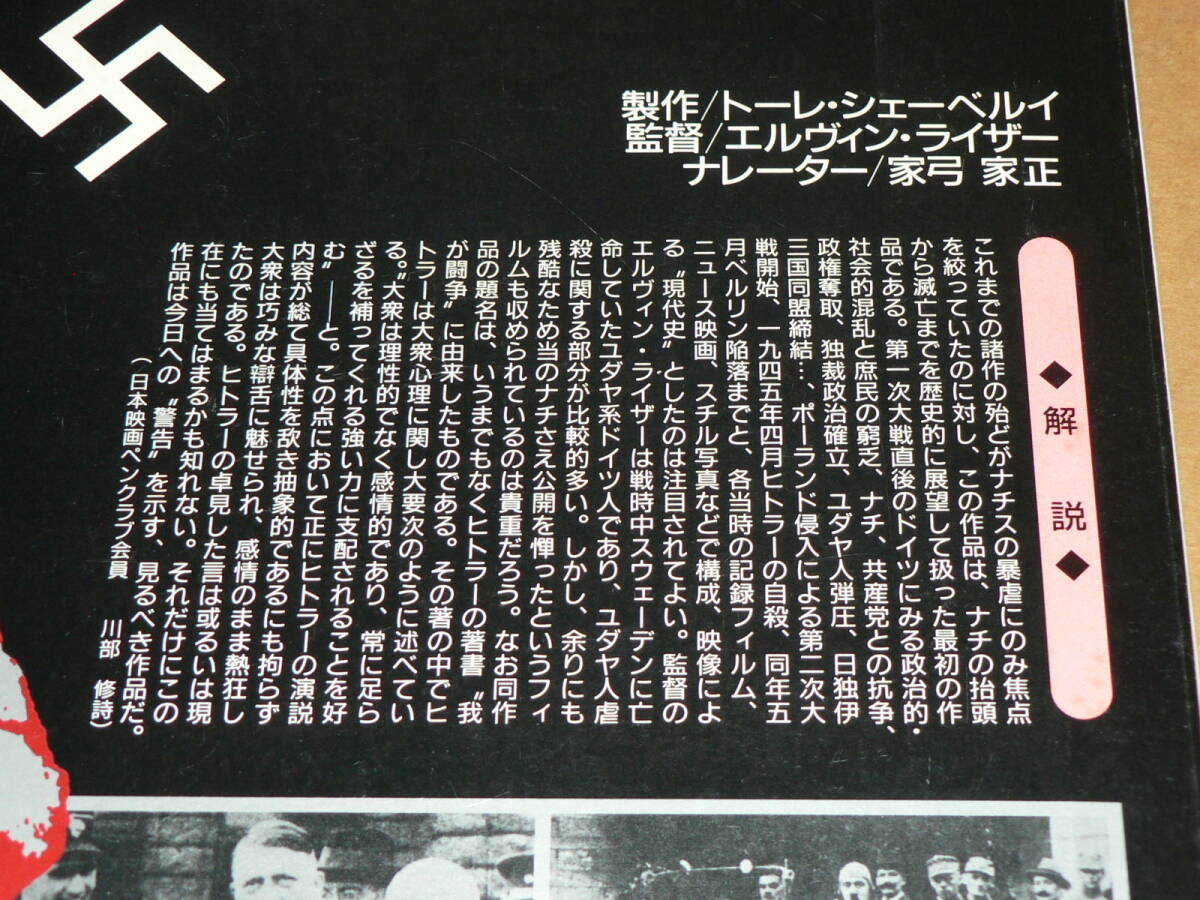 製作/トーレ・シェーベルイ
監督/エルヴィン・ライザー
ナレーター/家弓 家正
◆解説◆
これまでの諸作の殆どがナチスの暴虐にのみ焦点
を絞っていたのに対し、この作品は、ナチの抬頭
から滅亡までを歴史的に展望して扱った最初の作
品である。第一次大戦直後のドイツにみる政治的・
社会的混乱と庶民の窮乏、ナチ、共産党との抗争、
政権奪取、独裁政治確立、ユダヤ人弾圧、日独伊
三国同盟締結…、ポーランド侵入による第二次大
戦開始、一九四五年四月ヒトラーの自殺、同年五
月ベルリン陥落までと、各当時の記録フィルム、
ニュース映画、スチル写真などで構成、映像によ
る〝現代史〟としたのは注目されてよい。監督の
エルヴィン・ライザーは戦時中スウェーデンに亡
命していたユダヤ系ドイツ人であり、ユダヤ人虐
殺に関する部分が比較的多い。しかし、余りにも
残酷なため当のナチさえ公開を憚ったというフィ
ルムも収められているのは貴重だろう。なお同作
品の題名は、いうまでもなくヒトラーの著書〝我
が闘争〟に由来したものである。その著の中でヒ
トラーは大衆心理に関し大要次のように述べてい
る。〝大衆は理性的でなく感情的であり、常に足ら
ざるを補ってくれる強い力に支配されることを好
む〟――と。この点において正にヒトラーの演説
内容が総て具体性を敌き抽象的であるにも拘らず
大衆は巧みな辯舌に魅せられ、感情のまま熱狂し
たのである。ヒトラーの卓見した言は或るいは現
在にも当てはまるかも知れない。それだけにこの
作品は今日への〝警告〟を示す、見るべき作品だ。
(日本映画ペンクラブ会員 川部 修詩)